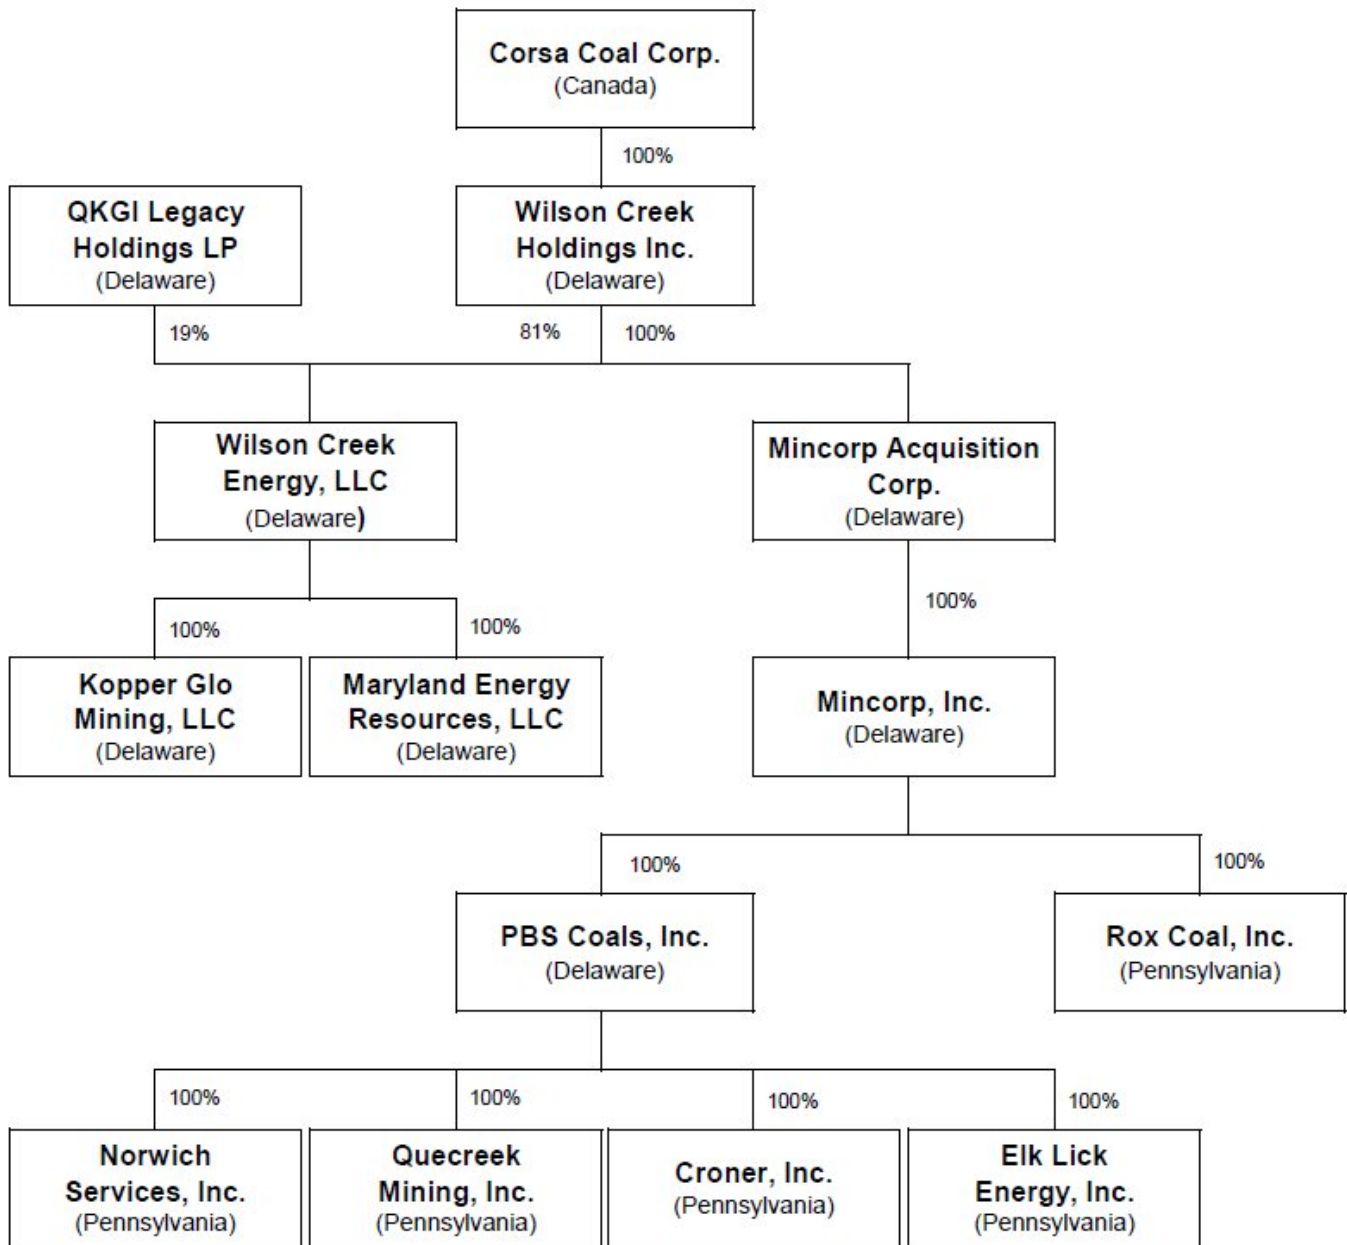 Corsa Coal Corp.
(Canada)
100%
QKGI Legacy
Holdings LP
(Delaware)
Wilson Creek
Holdings Inc.
(Delaware)
19%
81%
100%
Wilson Creek
Energy, LLC
(Delaware)
Mincorp Acquisition
Corp.
(Delaware)
100%
100%
100%
Kopper Glo
Mining, LLC
(Delaware)
Maryland Energy
Resources, LLC
(Delaware)
Mincorp, Inc.
(Delaware)
100%
100%
PBS Coals, Inc.
(Delaware)
Rox Coal, Inc.
(Pennsylvania)
100%
100%
100%
100%
Norwich
Services, Inc.
(Pennsylvania)
Quecreek
Mining, Inc.
(Pennsylvania)
Croner, Inc.
(Pennsylvania)
Elk Lick
Energy, Inc.
(Pennsylvania)